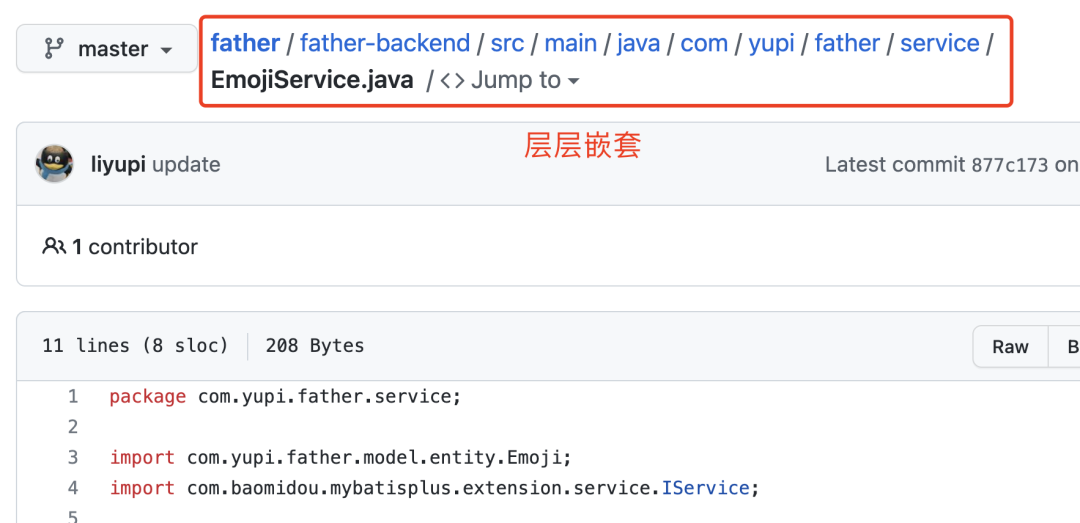 master
father / father-backend / src / main / java / com / yupi / father / service /
EmojiService.java / <> Jump to
层层嵌套
liyupi update
Latest commit 877c173 on
1 contributor
11 lines (8 sloc) 208 Bytes
Raw B
1 package com.yupi.father.service;
2
3 import com.yupi.father.model.entity.Emoji;
4 import com.baomidou.mybatisplus.extension.service.IService;
5